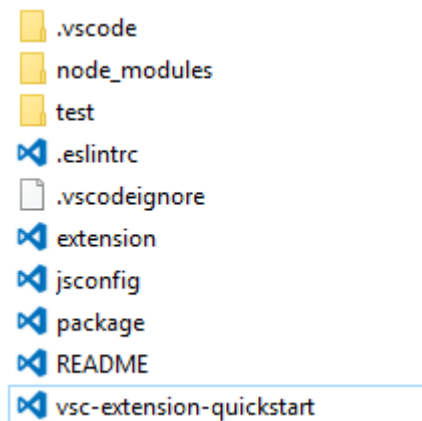 .vscode
node_modules
test
.eslintrc
.vscodeignore
extension
jsconfig
package
README
vsc-extension-quickstart